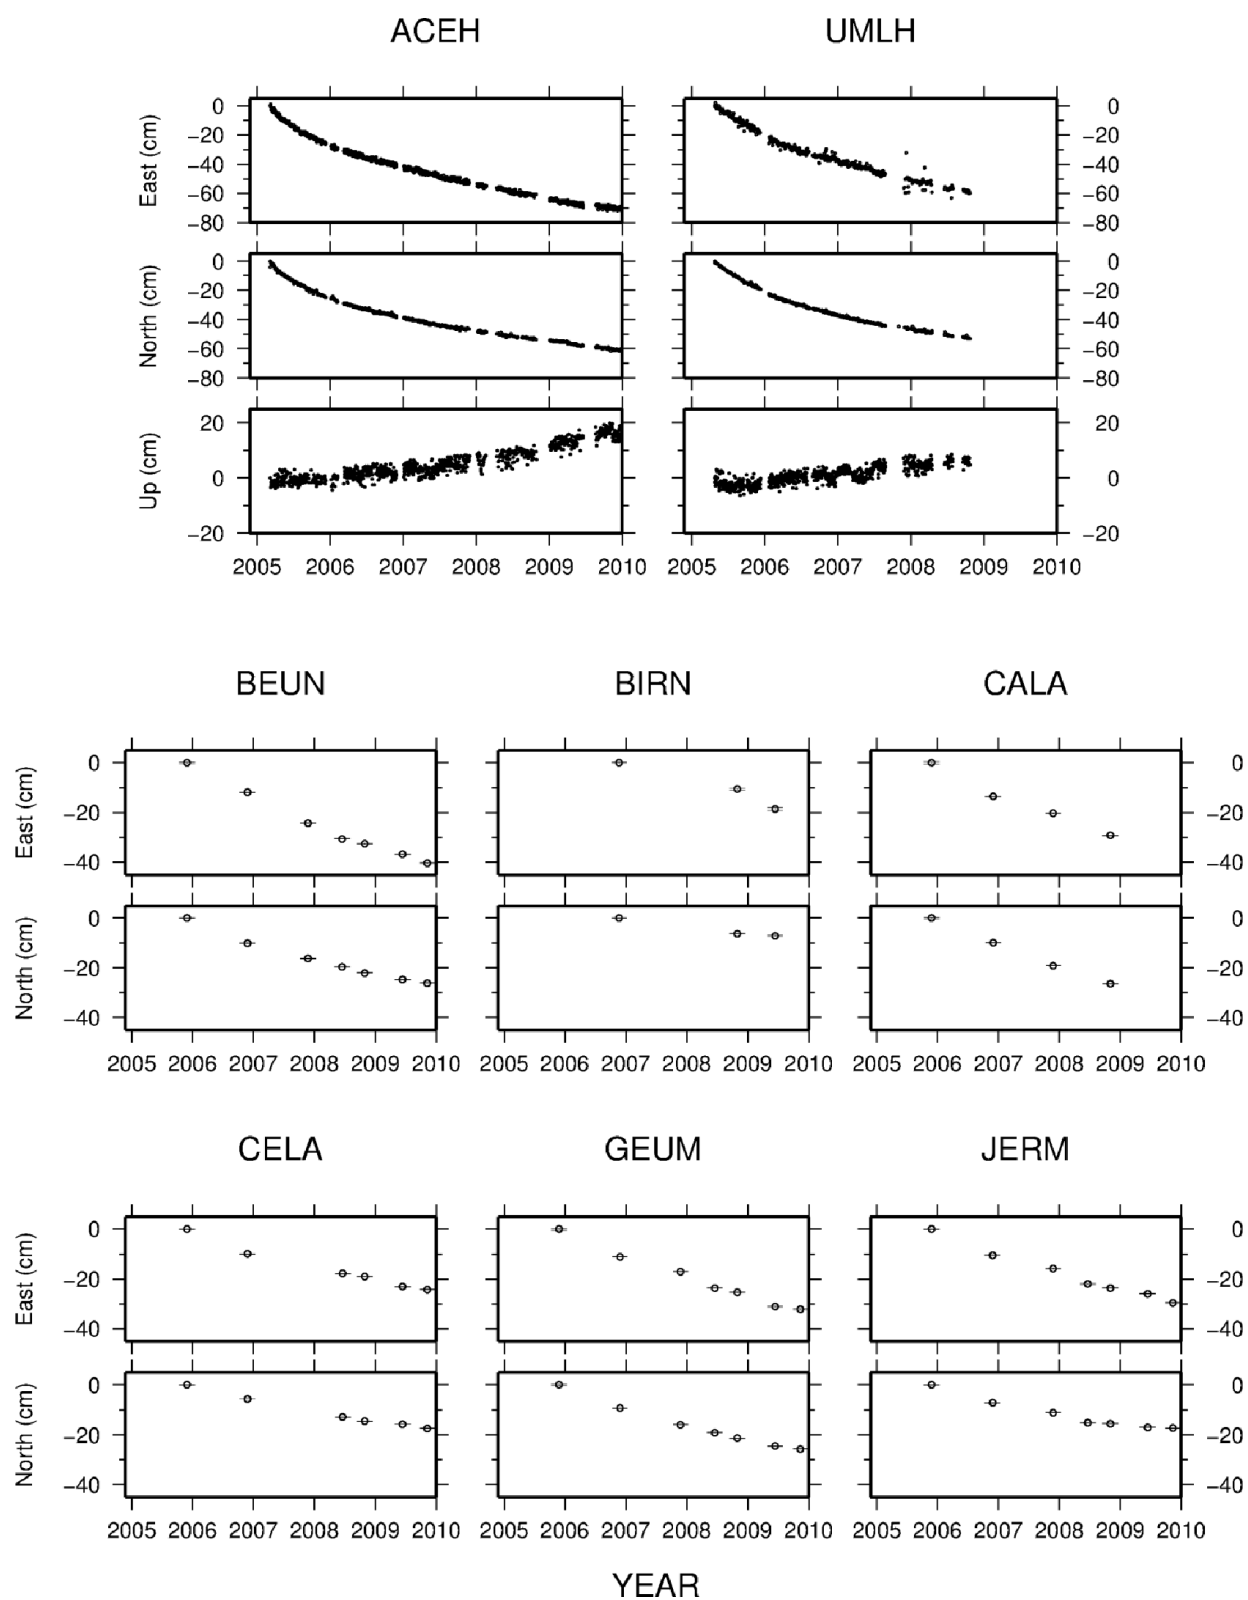 ACEH UMLH
East (cm) 0 −20 −40 −60 −80 0 −20 −40 −60 −80
North (cm) 0 −20 −40 −60 −80 0 −20 −40 −60 −80
Up (cm) 20 0 −20 20 0 −20
2005 2006 2007 2008 2009 2010 2005 2006 2007 2008 2009 2010
BEUN BIRN CALA
East (cm) 0 −20 −40 0 −20 −40
North (cm) 0 −20 −40 0 −20 −40
2005 2006 2007 2008 2009 2010 2005 2006 2007 2008 2009 2010 2005 2006 2007 2008 2009 2010
CELA GEUM JERM
East (cm) 0 −20 −40 0 −20 −40
North (cm) 0 −20 −40 0 −20 −40
2005 2006 2007 2008 2009 2010 2005 2006 2007 2008 2009 2010 2005 2006 2007 2008 2009 2010
YEAR